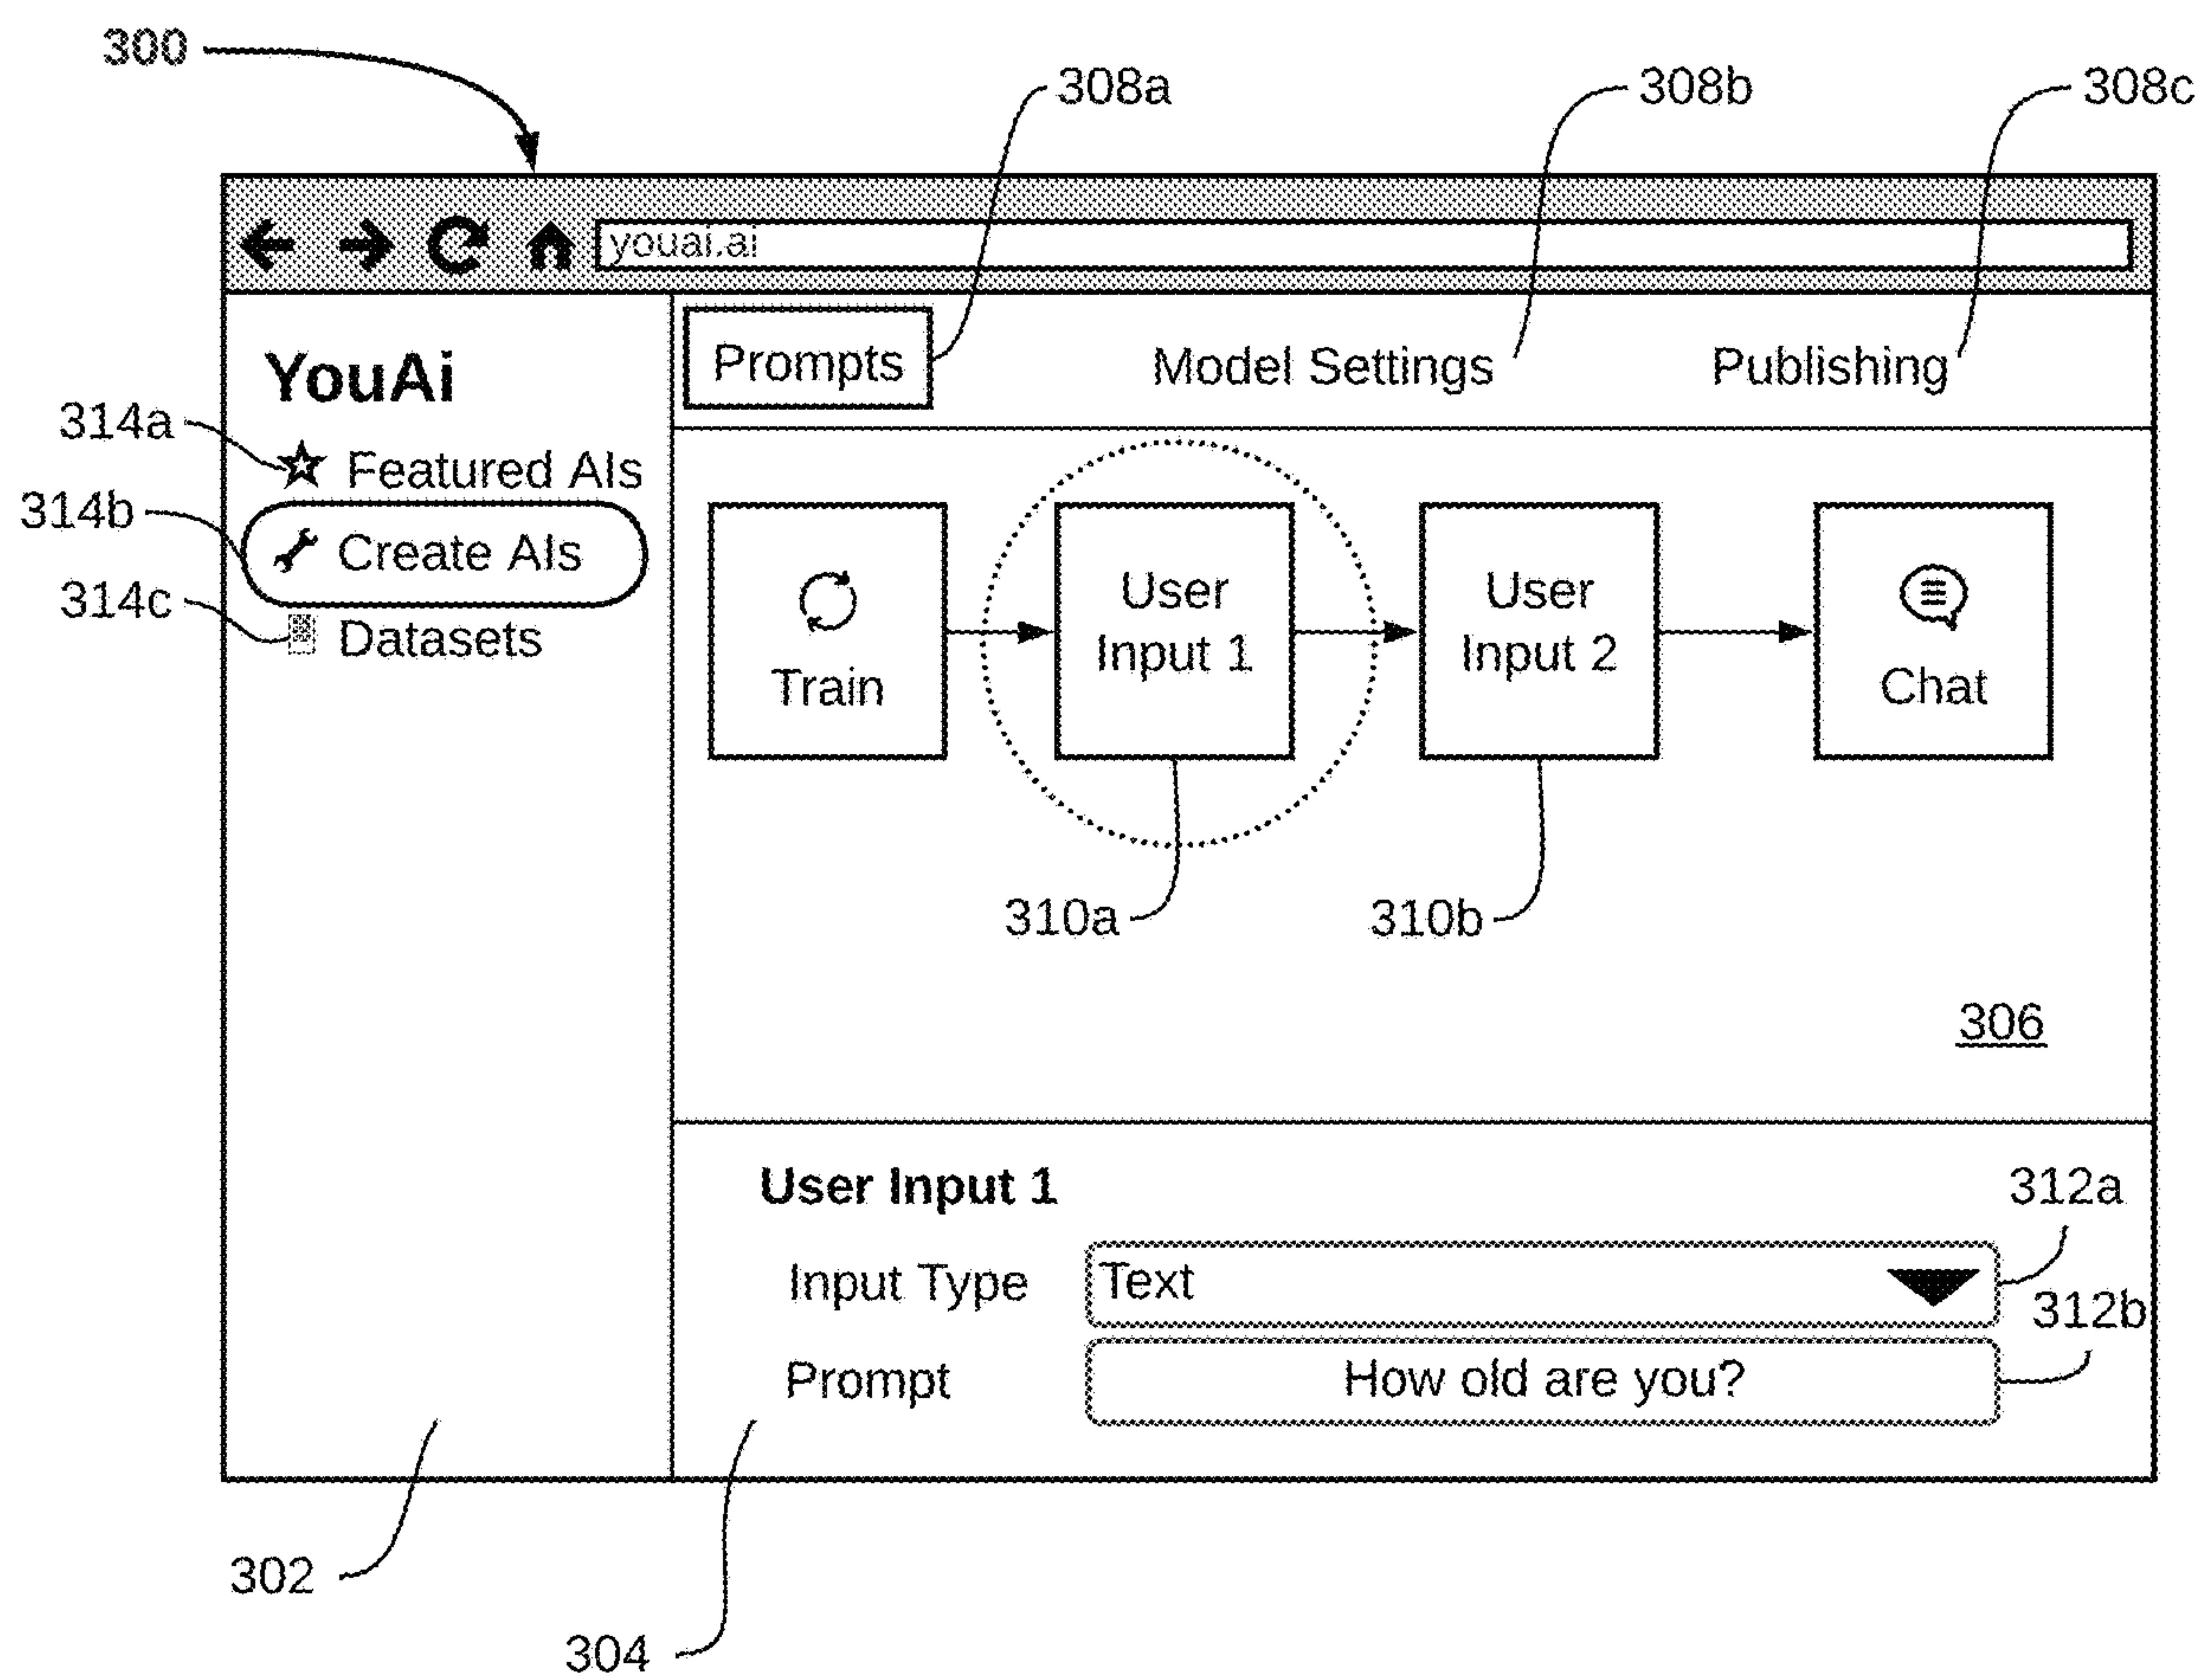 300
308a
308b
308c
youai.ai
YouAi
Prompts
Model Settings
Publishing
314a
Featured AIs
314b
Create AIs
314c
Datasets
Train
User
Input 1
User
Input 2
Chat
310a
310b
306
User Input 1
312a
Input Type
Text
312b
Prompt
How old are you?
302
304